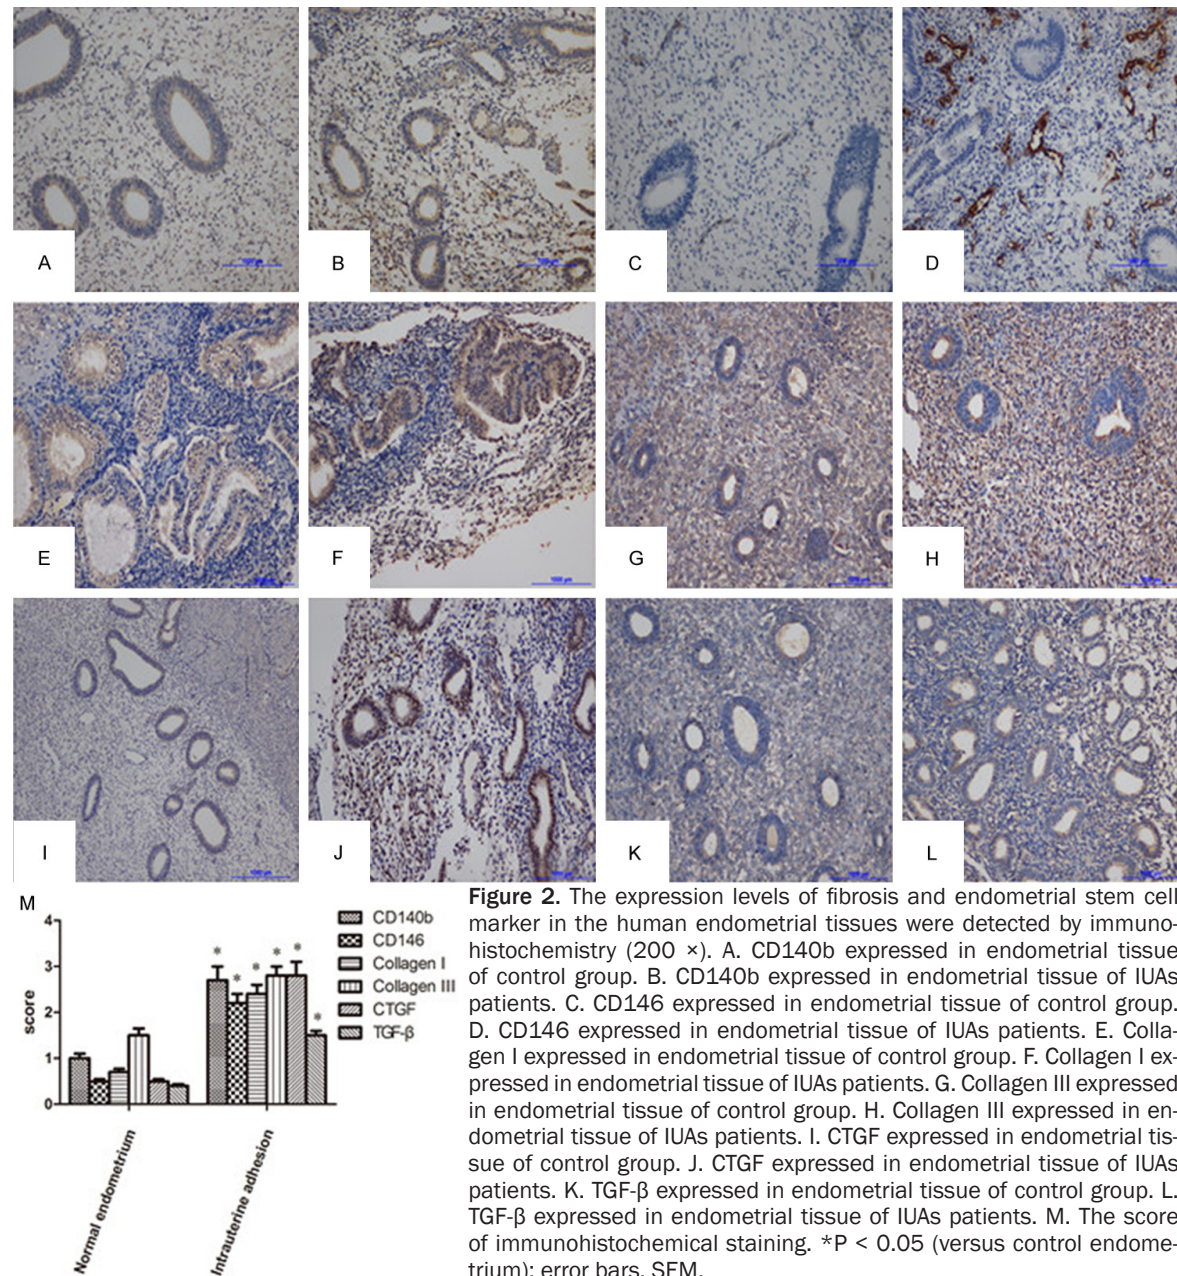 A
B
C
D
E
F
G
H
I
J
K
L
M
4
3
2
1
0
score
CD140b
CD146
Collagen I
Collagen III
CTGF
TGF-β
* * * * * *
Normal endometrium
Intrauterine adhesion
Figure 2. The expression levels of fibrosis and endometrial stem cell
marker in the human endometrial tissues were detected by immuno-
histochemistry (200 ×). A. CD140b expressed in endometrial tissue
of control group. B. CD140b expressed in endometrial tissue of IUAs
patients. C. CD146 expressed in endometrial tissue of control group.
D. CD146 expressed in endometrial tissue of IUAs patients. E. Colla-
gen I expressed in endometrial tissue of control group. F. Collagen I ex-
pressed in endometrial tissue of IUAs patients. G. Collagen III expressed
in endometrial tissue of control group. H. Collagen III expressed in en-
dometrial tissue of IUAs patients. I. CTGF expressed in endometrial tis-
sue of control group. J. CTGF expressed in endometrial tissue of IUAs
patients. K. TGF-β expressed in endometrial tissue of control group. L.
TGF-β expressed in endometrial tissue of IUAs patients. M. The score
of immunohistochemical staining. *P < 0.05 (versus control endome-
trium); error bars, SEM.